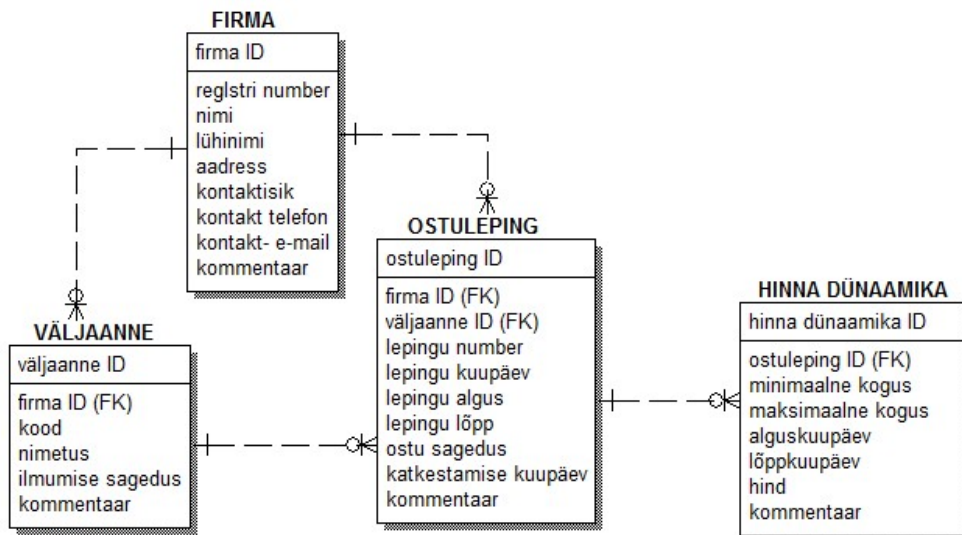 FIRMA
firma ID
registri number
nimi
lühinimi
aadress
kontaktisik
kontakt telefon
kontakt- e-mail
kommentaar
VÄLJAANNE
väljaanne ID
firma ID (FK)
kood
nimetus
ilmumise sagedus
kommentaar
OSTULEPING
ostuleping ID
firma ID (FK)
väljaanne ID (FK)
lepingu number
lepingu kuupäev
lepingu algus
lepingu lõpp
ostu sagedus
katkestamise kuupäev
kommentaar
HINNA DÜNAAMIKA
hinna dünaamika ID
ostuleping ID (FK)
minimaalne kogus
maksimaalne kogus
alguskuupäev
lõppkuupäev
hind
kommentaar